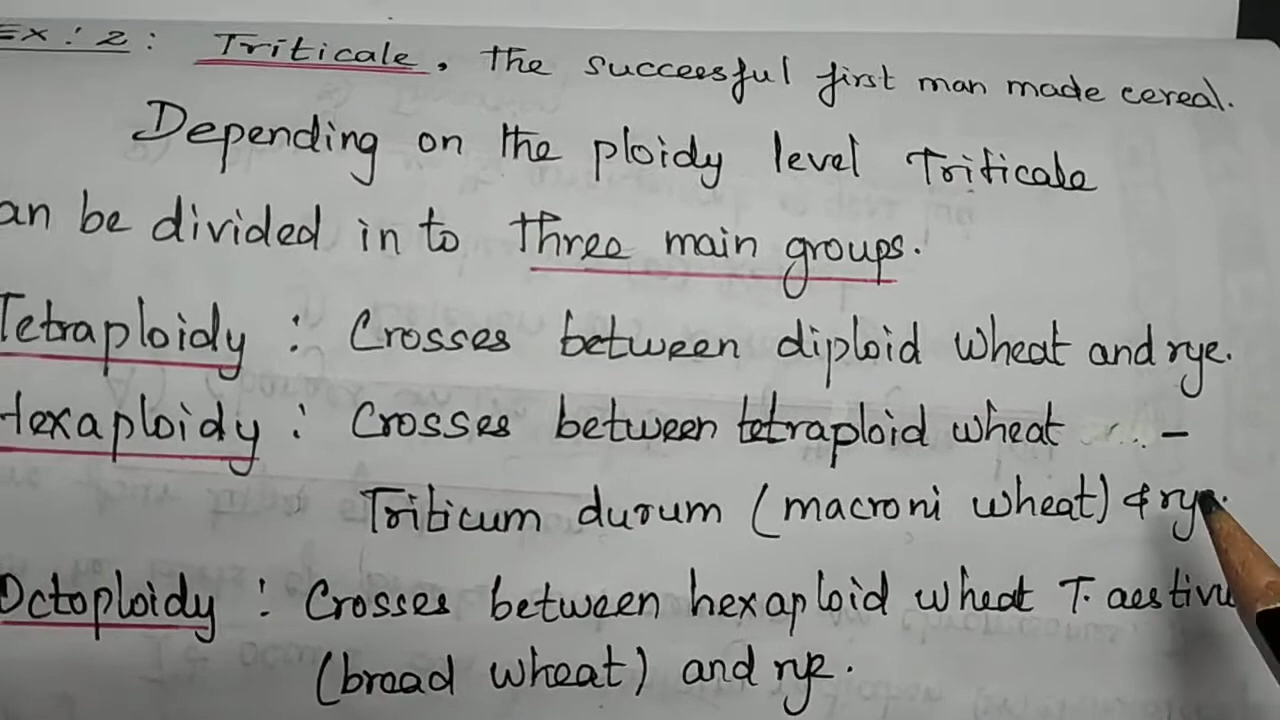 Ex: 2: Triticale, the successful first man made cereal.
Depending on the ploidy level Triticale
an be divided in to three main groups.
Tetraploidy : Crosses between diploid wheat and rye.
Hexaploidy : Crosses between tetraploid wheat –
Triticum durum (macroni wheat) & rye.
Octoploidy : Crosses between hexaploid wheat T. aestivu
(bread wheat) and rye.